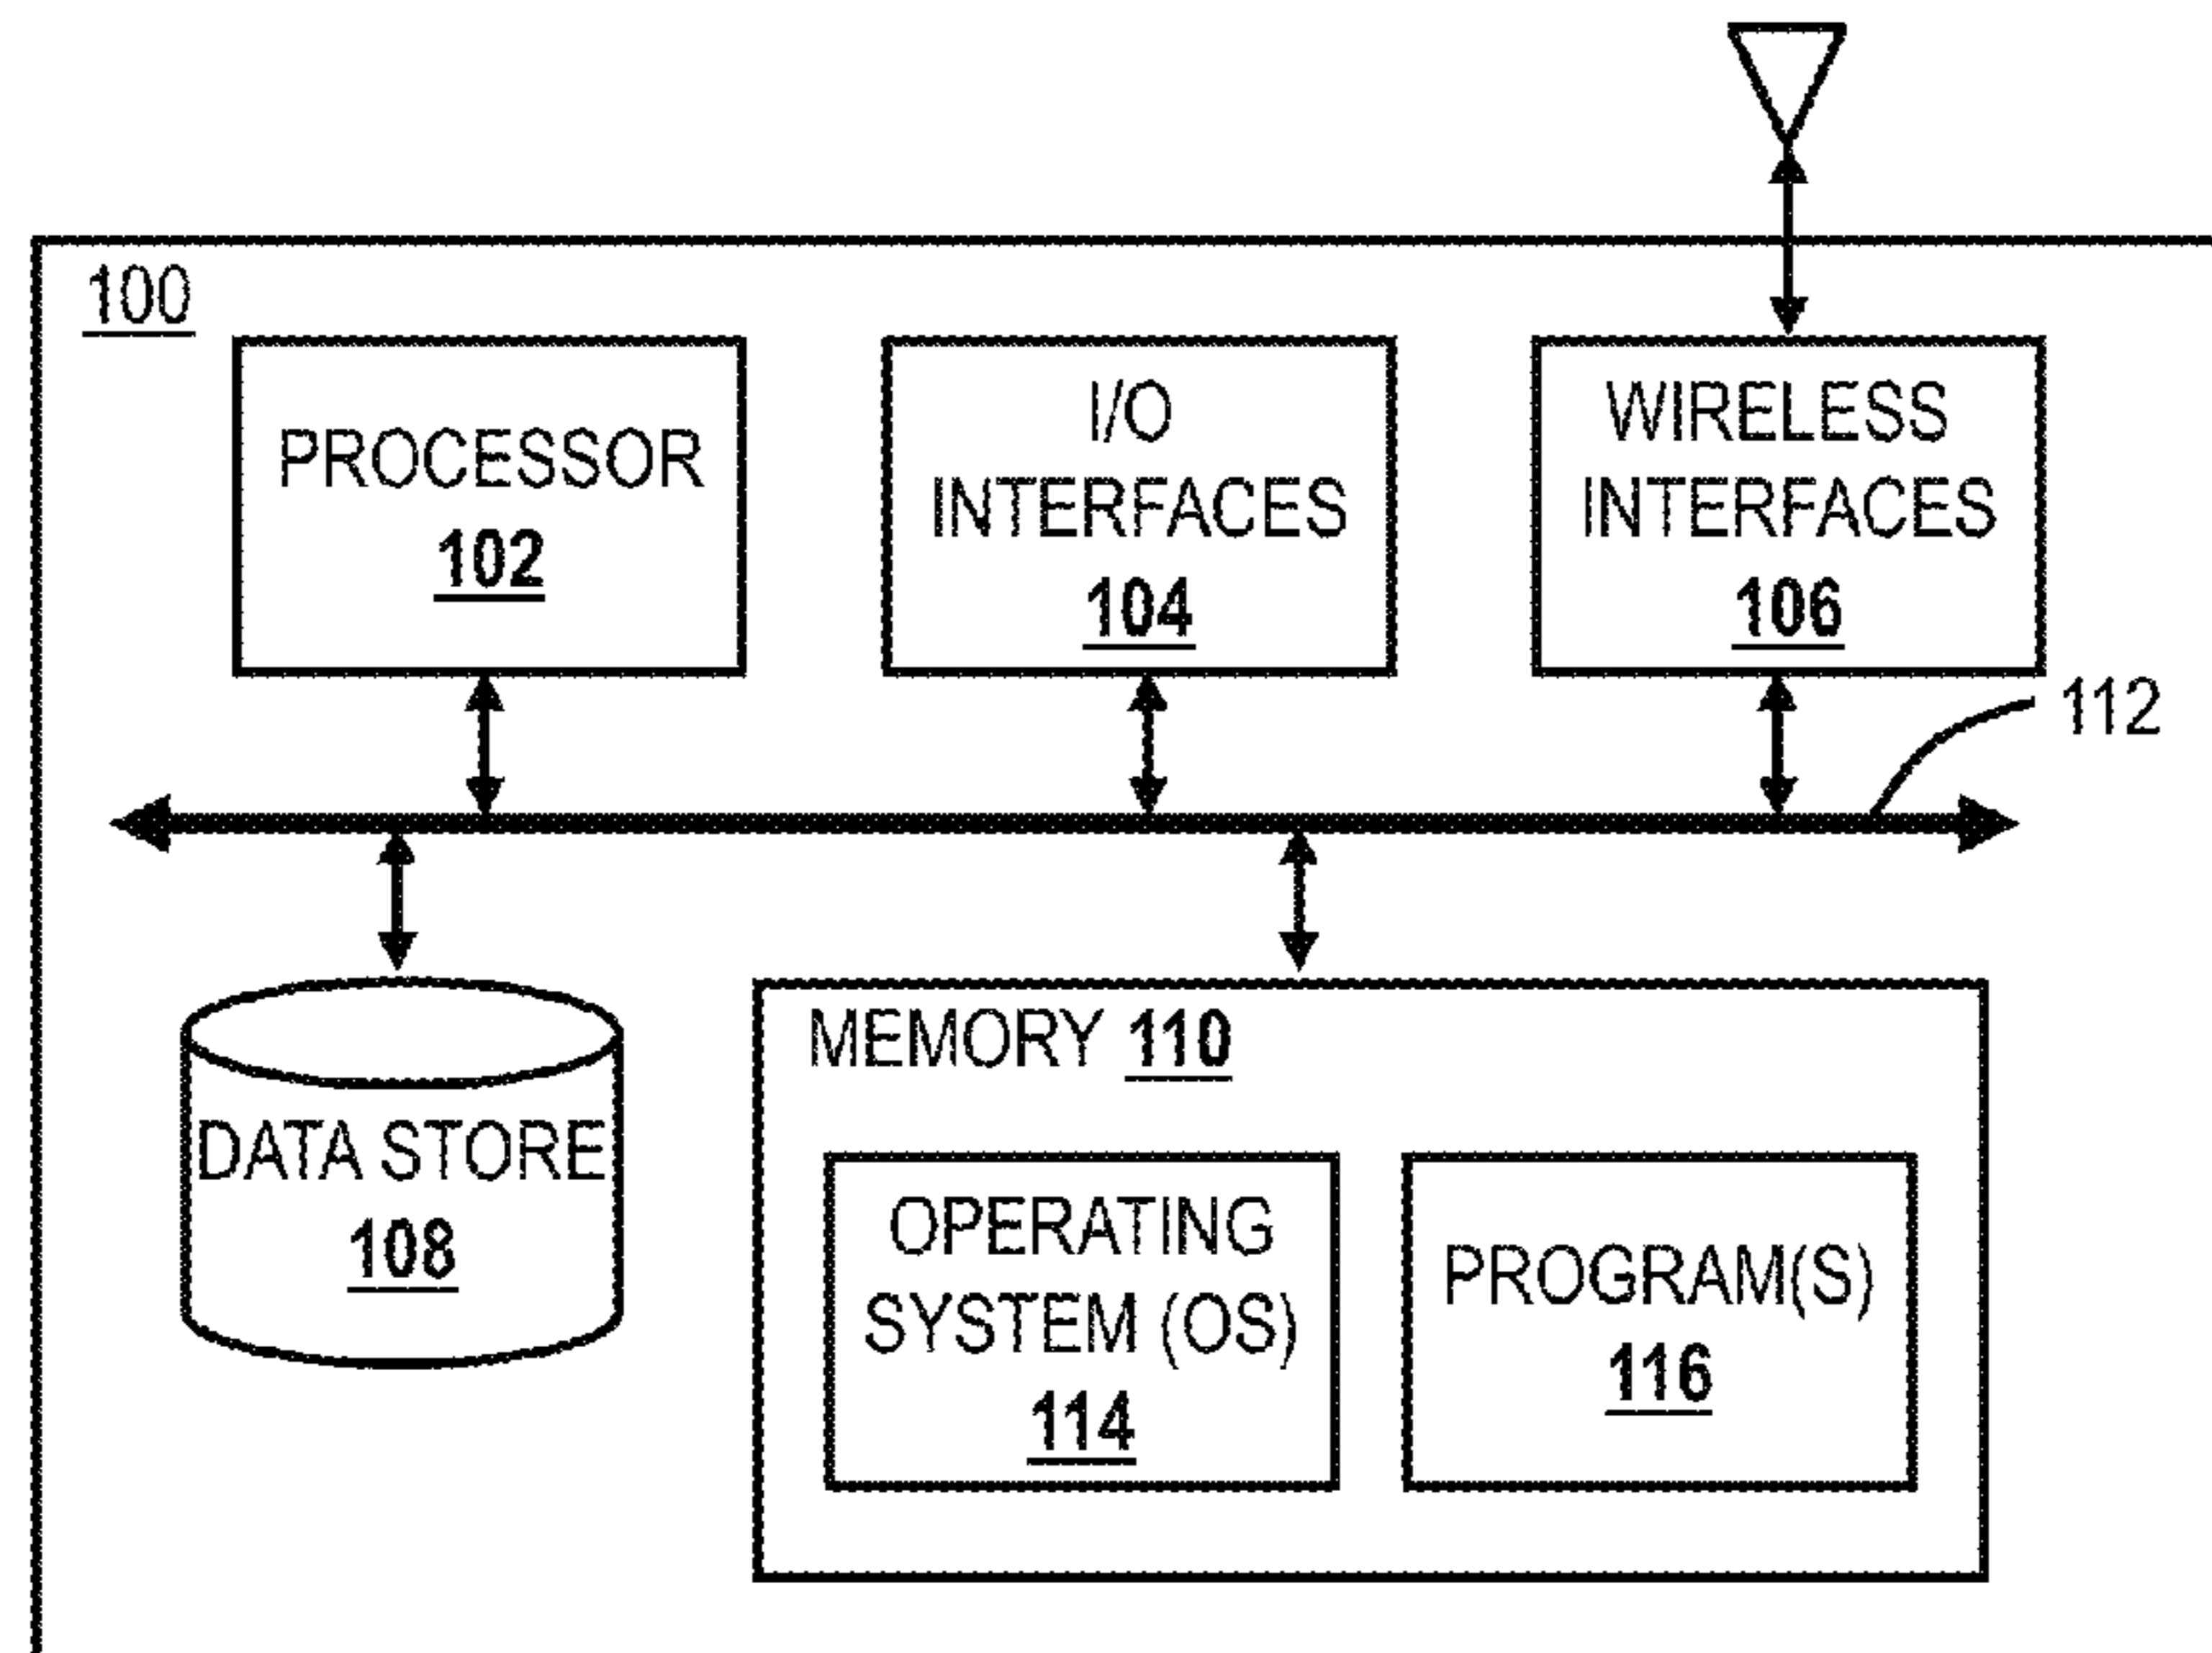 100
PROCESSOR
102
I/O
INTERFACES
104
WIRELESS
INTERFACES
106
112
DATA STORE
108
MEMORY 110
OPERATING
SYSTEM (OS)
114
PROGRAM(S)
116